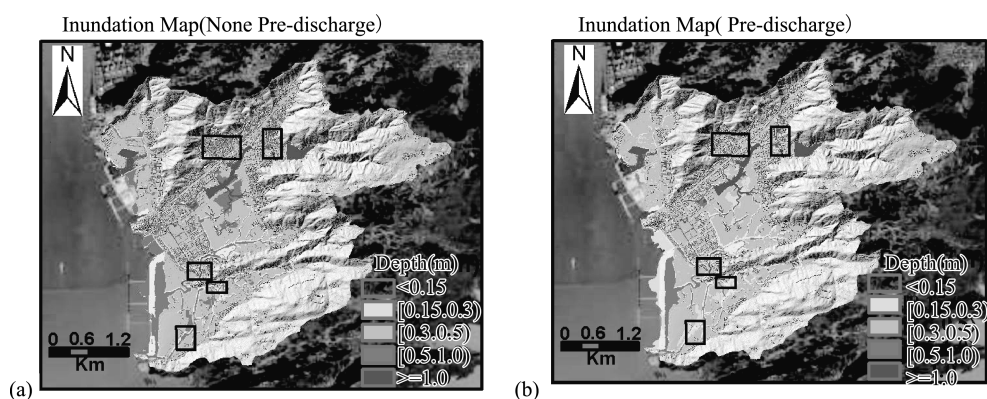 Inundation Map(None Pre-discharge)
N
Depth(m)
<0.15
[0.15,0.3)
[0.3,0.5)
[0.5,1.0)
>=1.0
0 0.6 1.2
Km
(a)
Inundation Map( Pre-discharge)
N
Depth(m)
<0.15
[0.15,0.3)
[0.3,0.5)
[0.5,1.0)
>=1.0
0 0.6 1.2
Km
(b)